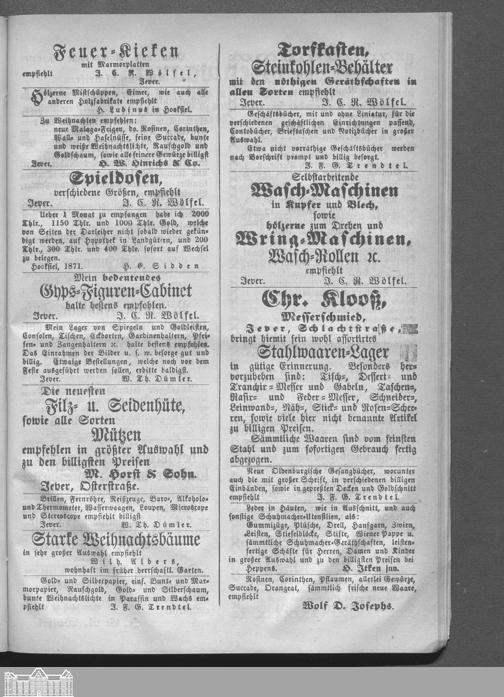 Feuer-Kieken
mit Marmorplatten
empfiehlt J. C. R. Wölfel,
Jever.
Hölzerne Mistschüppen, Eimer, wie auch alle
anderen Holzfabrikate empfiehlt
H. Lubinus in Hooksiel.
Zu Weihnachten empfehlen:
neue Malaga-Feigen, do. Rosinen, Corinthen,
Wall- und Haselnüsse, feine Succade, bunte
und weiße Weihnachtslichte, Rauschgold und
Goldschaum, sowie alle feinere Gewürze billigst
Jever. H. W. Hinrichs & Co.
Spieldosen,
verschiedene Größen, empfiehlt
Jever. J. C. R. Wölfel.
Ueber 1 Monat zu empfangen habe ich 2000
Thlr., 1150 Thlr. und 1000 Thlr. Gold, welche
von Seiten der Darleiher nicht sobald wieder gekün-
digt werden, auf Hypothek in Landgütern, und 200
Thlr., 300 Thlr. und 400 Thlr. sofort auf Wechsel
zu belegen.
Hooksiel, 1871. H. G. Sidden
Mein bedeutendes
Gyps-Figuren-Cabinet
halte bestens empfohlen.
Jever. J. C. R. Wölfel.
Mein Lager von Spiegeln und Goldleisten,
Consolen, Tischen, Eckborten, Gardinenhaltern, Pfei-
fen- und Zangenhaltern ꝛc. halte bestens empfohlen.
Das Einrahmen der Bilder u. s. w. besorge gut und
billig. Etwaige Bestellungen, welche noch vor dem
Feste ausgeführt werden sollen, erbitte baldigst.
Jever. W. Th. Dümler.
Die neuesten
Filz- u. Seidenhüte,
sowie alle Sorten
Mützen
empfehlen in größter Auswahl und
zu den billigsten Preisen
M. Horst & Sohn.
Jever, Osterstraße.
Brillen, Fernröhre, Reißzeuge, Baro-, Alkoholo-
und Thermometer, Wasserwaagen, Loupen, Microscope
und Stereoscope empfiehlt billigst
Jever. W. Th. Dümler.
Starke Weihnachtsbäume
in sehr großer Auswahl empfiehlt
Wilh. Albers,
wohnhaft im früher herrschaftl. Garten.
Gold- und Silberpapier, einf. Bunt- und Mar-
morpapier, Rauschgold, Gold- und Silberschaum,
bunte Weihnachtslichte in Paraffin und Wachs em-
pfiehlt J. F. G. Trendtel.
Torfkasten,
Steinkohlen-Behälter
mit den nöthigen Geräthschaften in
allen Sorten empfiehlt
Jever. J. C. R. Wölfel.
Geschäftsbücher, mit und ohne Liniatur, für die
verschiedenen geschäftlichen Einrichtungen passend,
Contobücher, Brieftaschen und Notizbücher in großer
Auswahl.
Etwa nicht vorräthige Geschäftsbücher werden
nach Vorschrift prompt und billig besorgt.
J. F. G. Trendtel.
Selbstarbeitende
Wasch-Maschinen
in Kupfer und Blech,
sowie
hölzerne zum Drehen und
Wring-Maschinen,
Wasch-Rollen ꝛc.
empfiehlt
Jever. J. C. R. Wölfel.
Chr. Klooß,
Messerschmied,
Jever, Schlachtstraße,
bringt hiemit sein wohl assortirtes
Stahlwaaren-Lager
in gütige Erinnerung. Besonders her-
vorzuheben sind: Tisch-, Dessert- und
Tranchir-Messer und Gabeln, Taschen-,
Rasir- und Feder-Messer, Schneider-,
Leinwand-, Näh-, Stick- und Rosen-Schee-
ren, sowie viele hier nicht benannte Artikel
zu billigen Preisen.
Sämmtliche Waaren sind vom feinsten
Stahl und zum sofortigen Gebrauch fertig
abgezogen.
Neue Oldenburgische Gesangbücher, worunter
auch die mit großer Schrift, in verschiedenen billigen
Einbänden, sowie in gepreßten Decken und Goldschnitt
empfiehlt J. F. G. Trendtel.
Leder in Häuten, wie in Ausschnitt, und auch
sonstige Schuhmacher-Utensilien, als:
Gummizüge, Plüsche, Drell, Hanfgarn, Zwirn,
Leisten, Stiefelblöcke, Stifte, Wiener Pappe u.
sämmtliche Schuhmacher-Geräthschaften, leisten-
fertige Schäfte für Herren, Damen und Kinder
in großer Auswahl und zu den billigsten Preisen bei
Heppens. H. Irken jun.
Rosinen, Corinthen, Pflaumen, allerlei Gewürze,
Succade, Orangeat, sämmtlich frische neue Waare,
empfiehlt
Wolf D. Josephs.